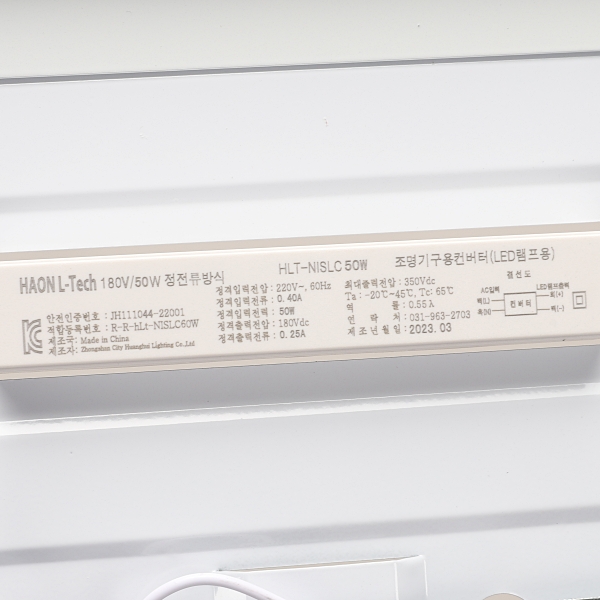 HAON L-Tech 180V/50W 정전류방식
HLT-NISLC 50W 조명기구용컨버터(LED램프용)
안전인증번호 : JH111044-22001
적합등록번호 : R-R-hLt-NISLC60W
제조국: Made in China
제조자: Zhongshan City Huanghui Lighting Co.,Ltd
정격입력전압 : 220V~, 60Hz
정격입력전류 : 0.40A
정격입력전력 : 50W
정격출력전압 : 180Vdc
정격출력전류 : 0.25A
최대출력전압 : 350Vdc
Ta : -20℃~45℃, Tc: 65℃
역 률 : 0.55
연 락 처 : 031-963-2703
제 조 년 월 일 : 2023. 03
결 선 도
AC입력 LED램프출력
컨버터